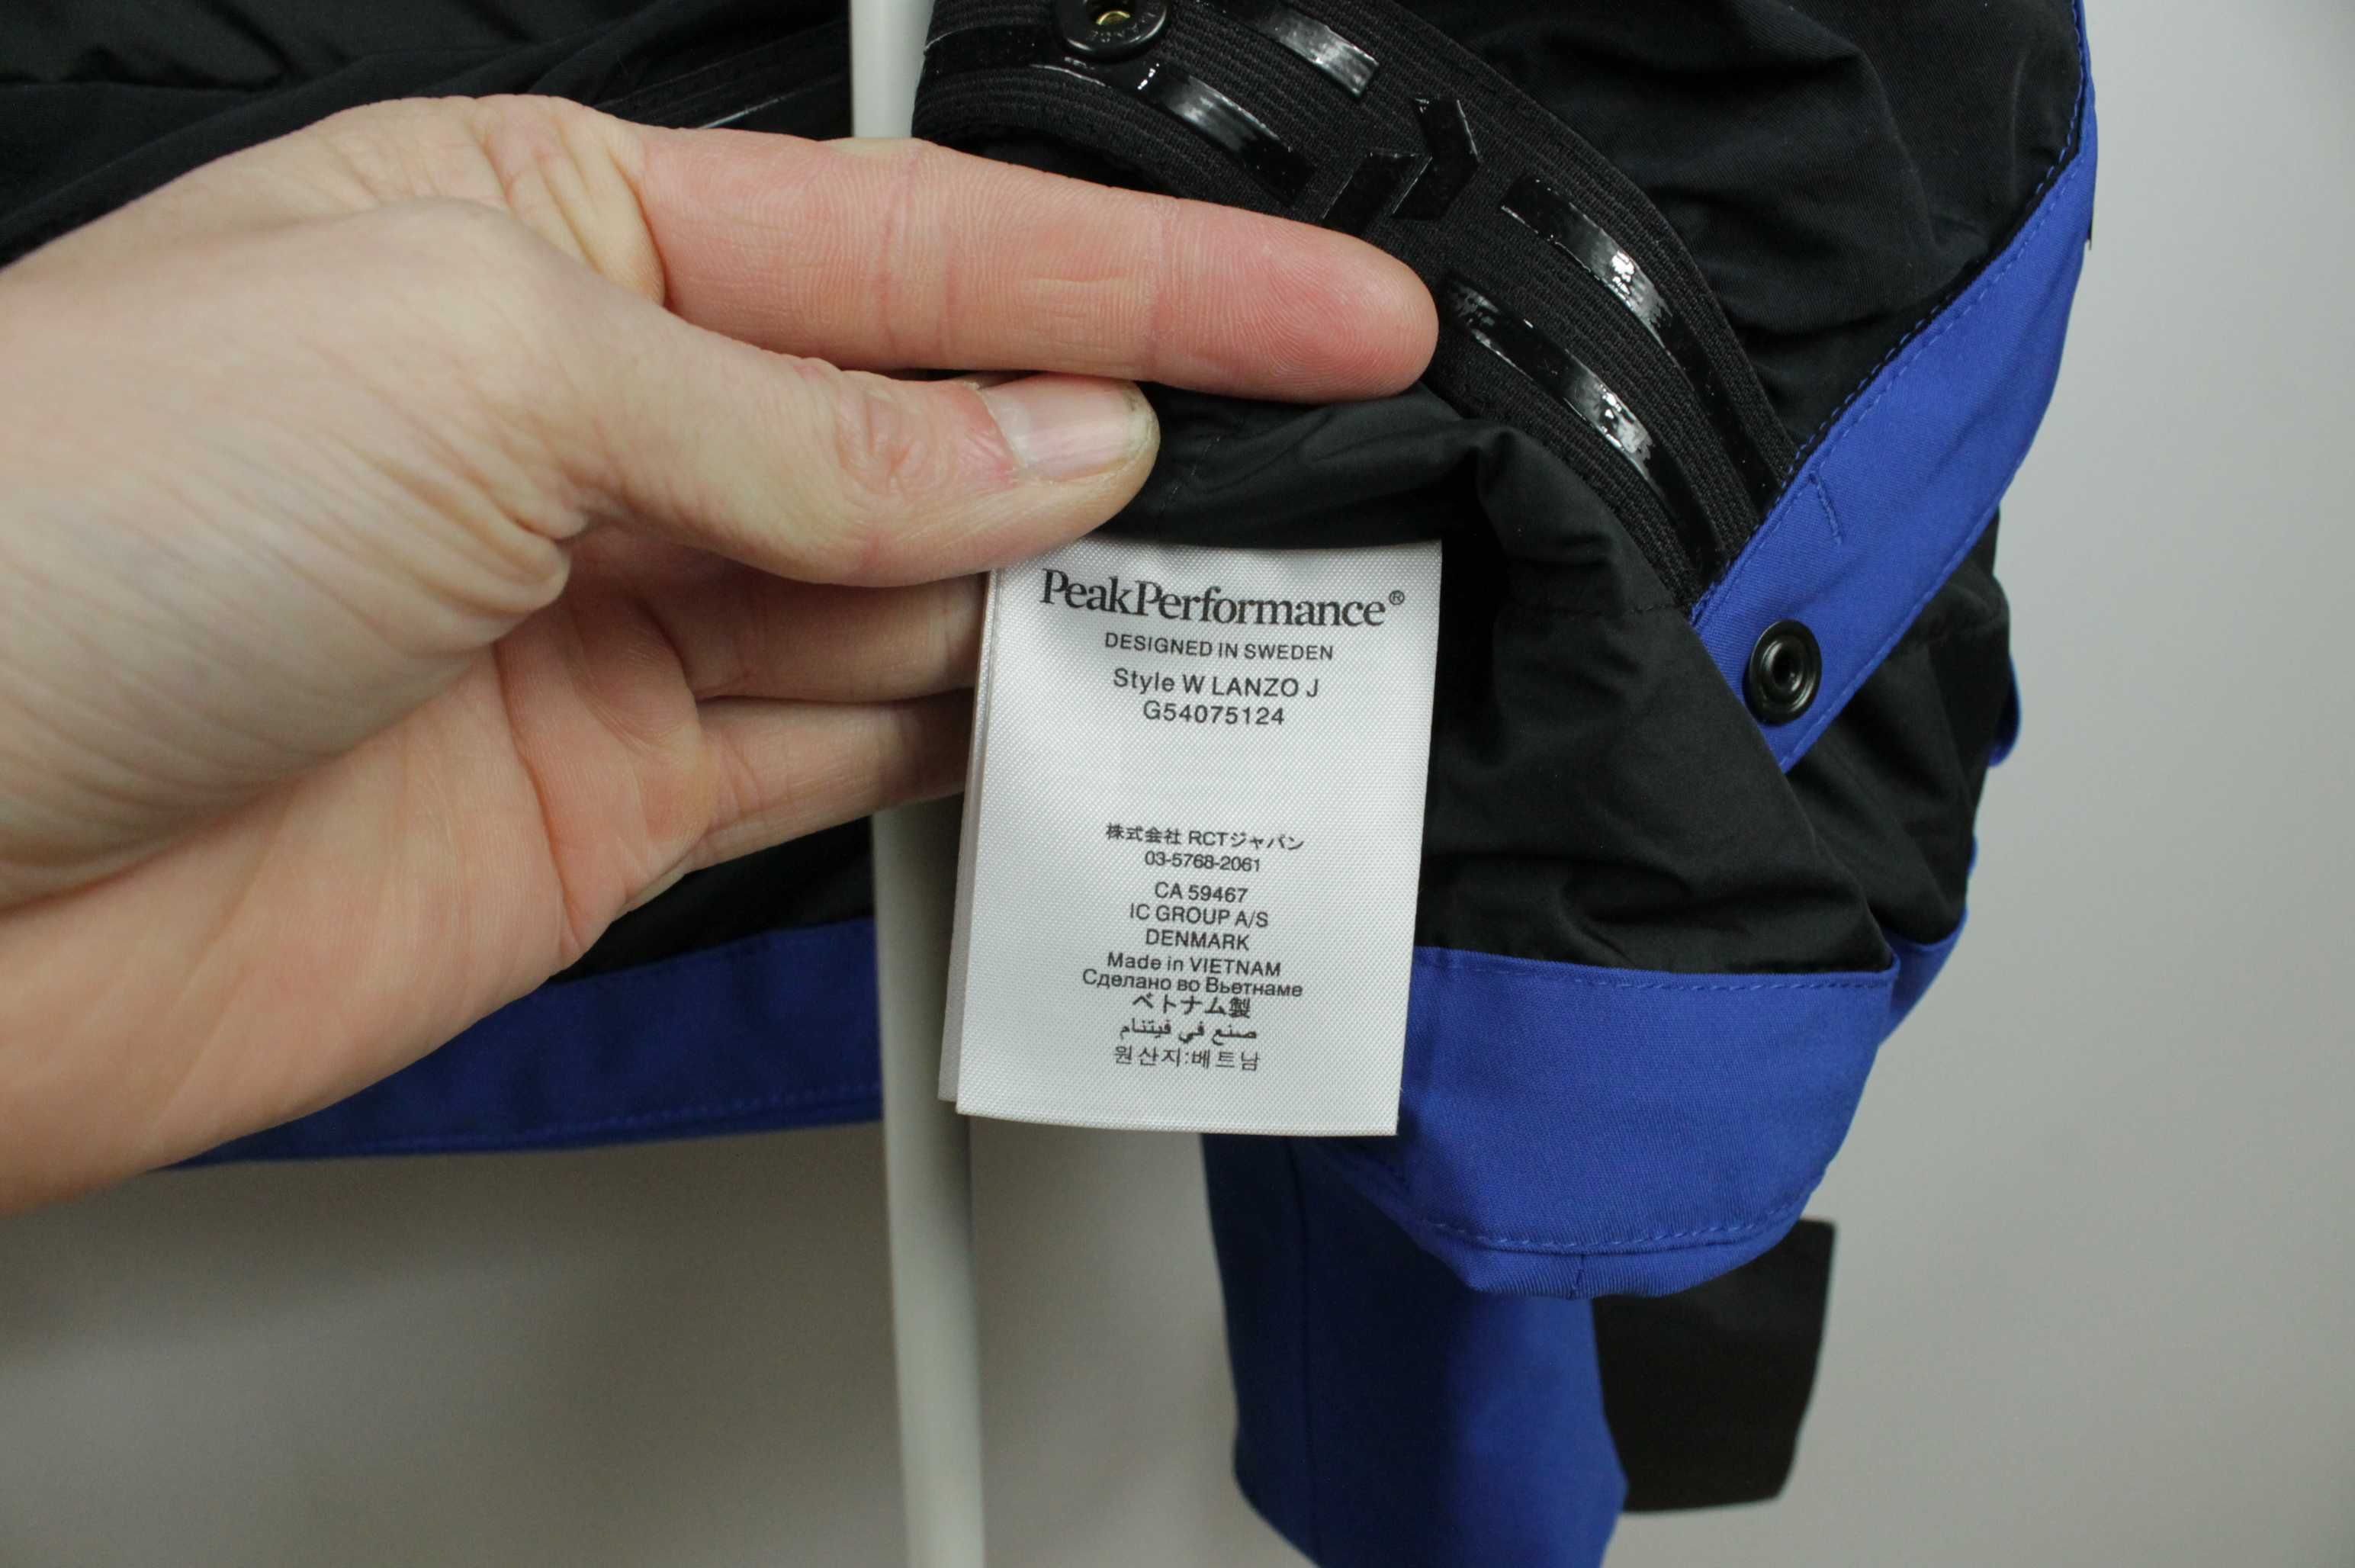 PeakPerformance®
DESIGNED IN SWEDEN
Style W LANZO J
G54075124
株式会社 RCTジャパン
03-5768-2061
CA 59467
IC GROUP A/S
DENMARK
Made in VIETNAM
Сделано во Вьетнаме
ベトナム製
صنع في فيتنام
원산지:베트남